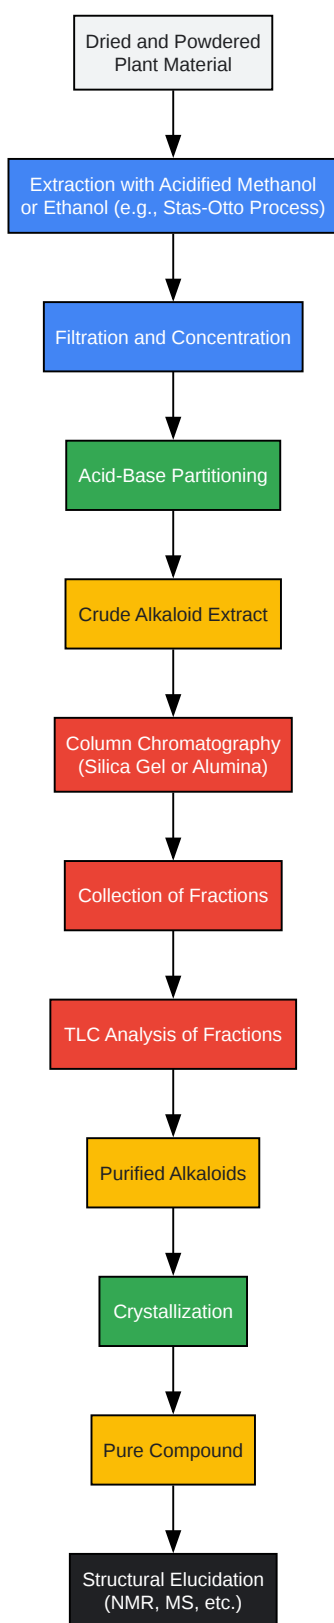 Dried and Powdered
Plant Material
Extraction with Acidified Methanol
or Ethanol (e.g., Stas-Otto Process)
Filtration and Concentration
Acid-Base Partitioning
Crude Alkaloid Extract
Column Chromatography
(Silica Gel or Alumina)
Collection of Fractions
TLC Analysis of Fractions
Purified Alkaloids
Crystallization
Pure Compound
Structural Elucidation
(NMR, MS, etc.)